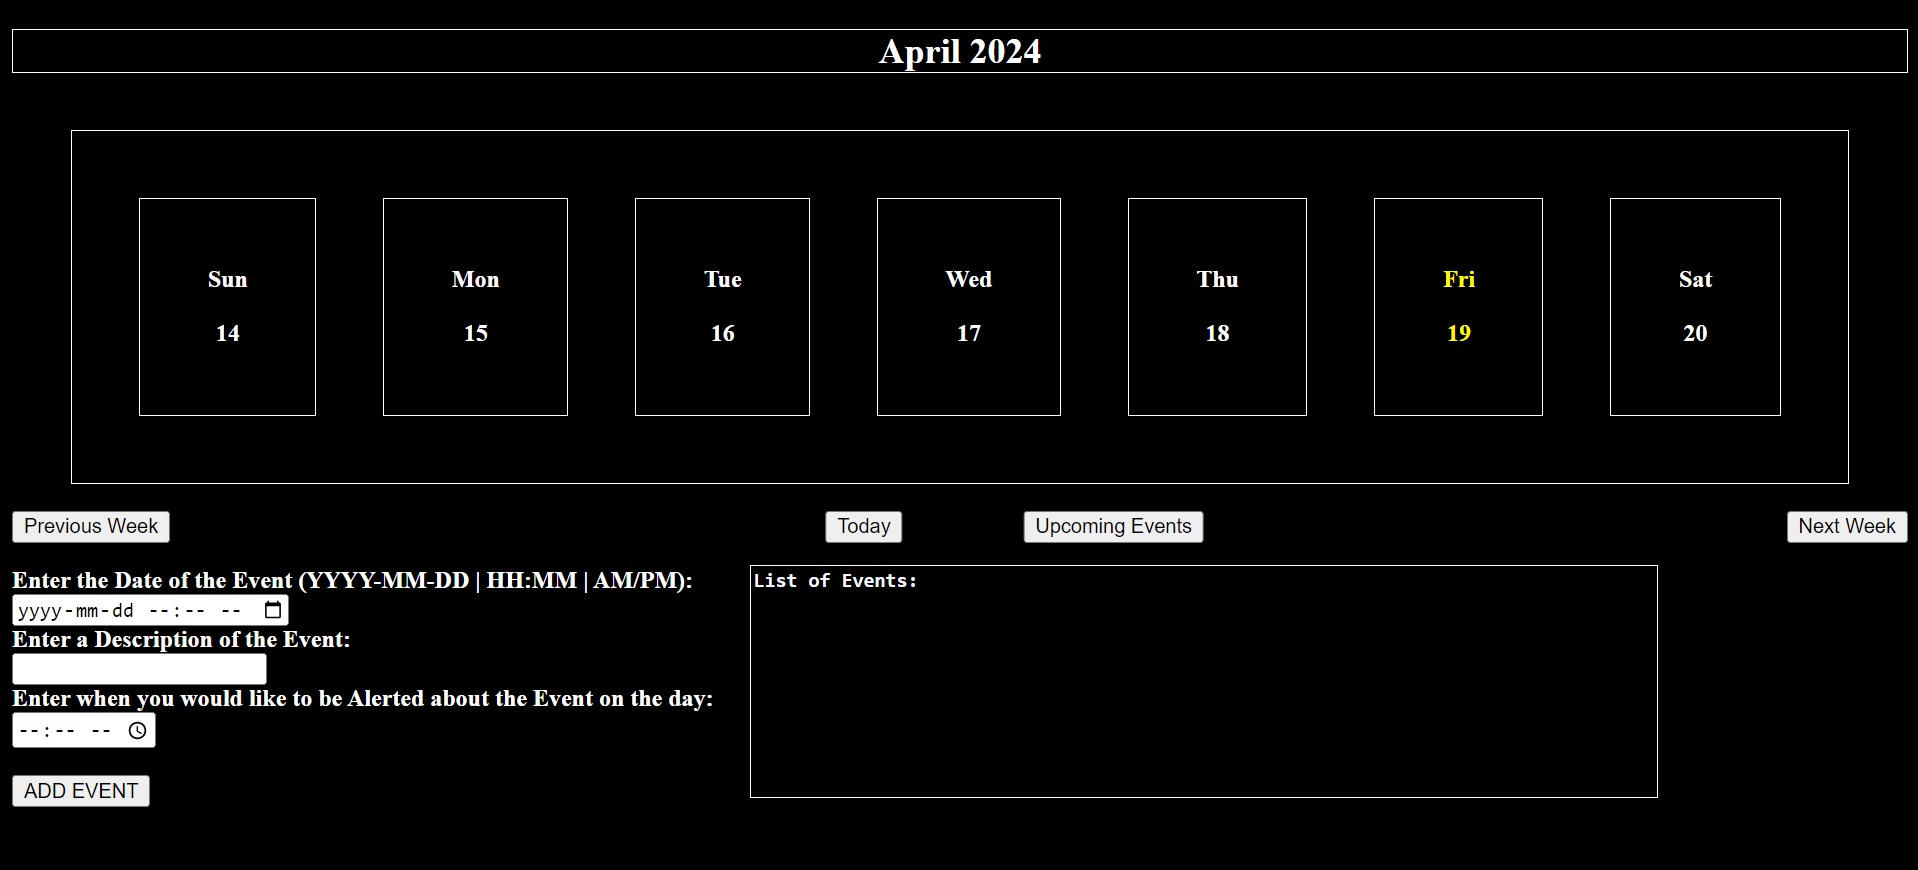 April 2024
Sun Mon Tue Wed Thu Fri Sat
14 15 16 17 18 19 20
Previous Week Today Upcoming Events Next Week
Enter the Date of the Event (YYYY-MM-DD | HH:MM | AM/PM):
yyyy-mm-dd --:-- --
Enter a Description of the Event:
Enter when you would like to be Alerted about the Event on the day:
--:-- --
ADD EVENT
List of Events: